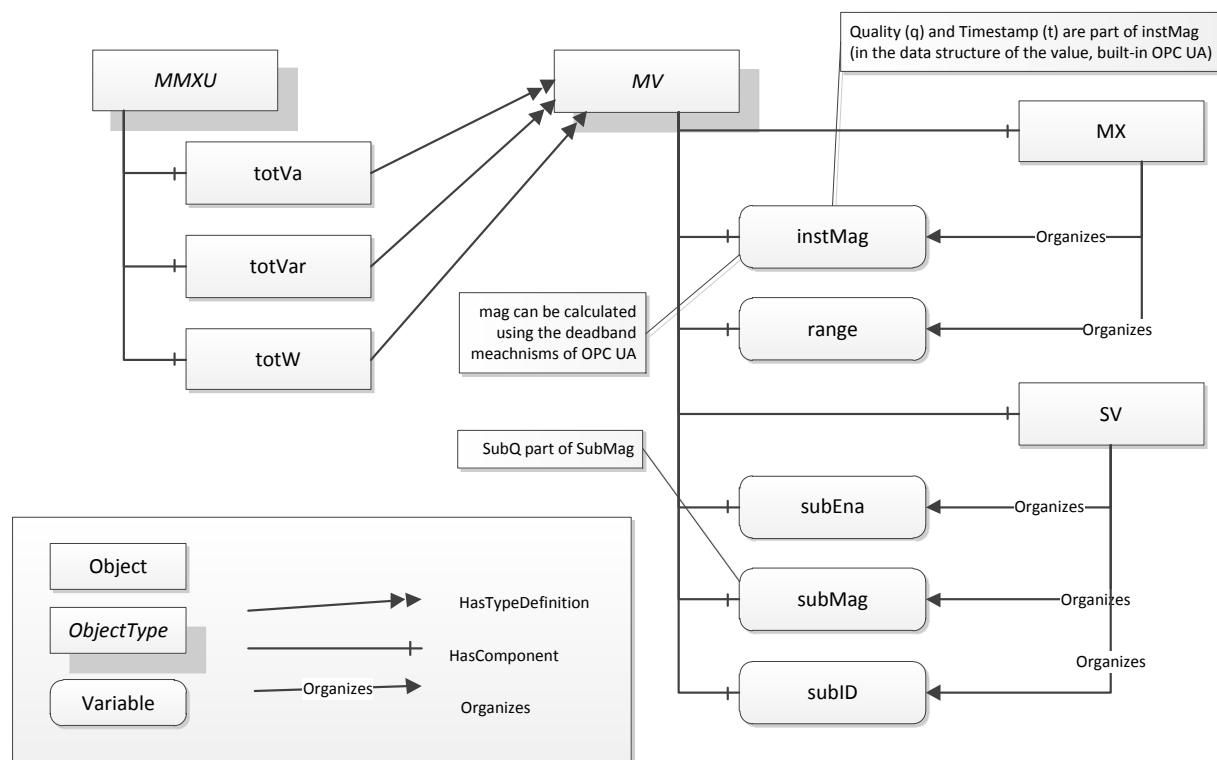 Quality (q) and Timestamp (t) are part of instMag
(in the data structure of the value, built-in OPC UA)
MMXU
MV
MX
totVa
instMag
Organizes
totVar
mag can be calculated
using the deadband
meachnisms of OPC UA
range
Organizes
totW
SV
SubQ part of SubMag
subEna
Organizes
subMag
Organizes
subID
Organizes
Object
HasTypeDefinition
ObjectType
HasComponent
Variable
Organizes
Organizes